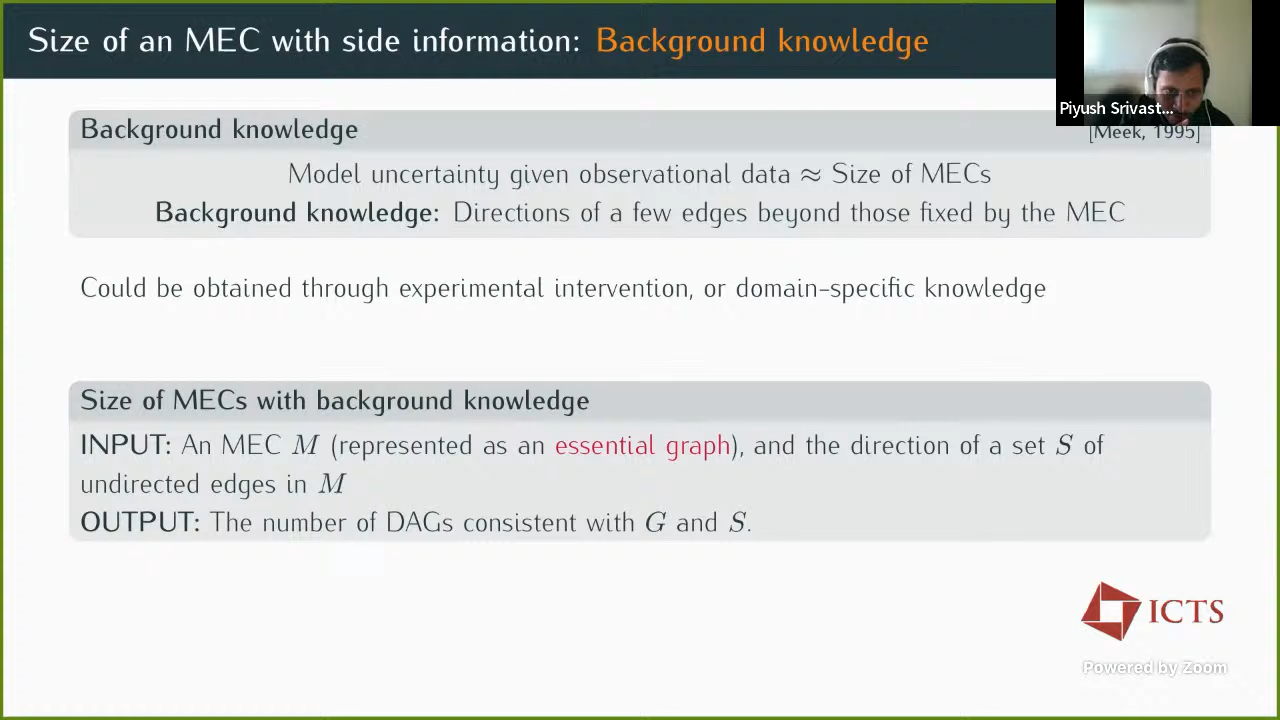 Size of an MEC with side information: Background knowledge
Piyush Srivast...
Background knowledge
[Meek, 1995]
Model uncertainty given observational data ≈ Size of MECs
Background knowledge: Directions of a few edges beyond those fixed by the MEC
Could be obtained through experimental intervention, or domain-specific knowledge
Size of MECs with background knowledge
INPUT: An MEC M (represented as an essential graph), and the direction of a set S of
undirected edges in M
OUTPUT: The number of DAGs consistent with G and S.
ICTS
Powered by Zoom